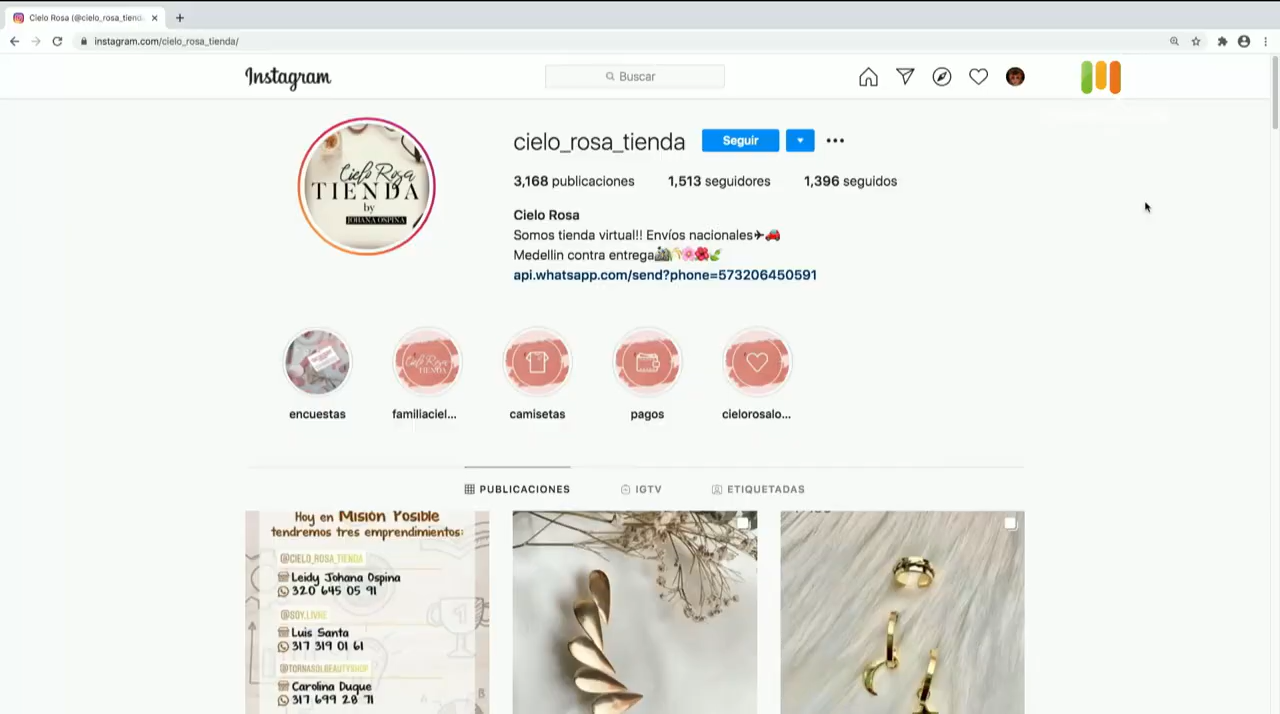 Cielo Rosa (@cielo_rosa_tiend
instagram.com/cielo_rosa_tienda/
Instagram
Buscar
cielo_rosa_tienda
Seguir
3,168 publicaciones 1,513 seguidores 1,396 seguidos
Cielo Rosa
Somos tienda virtual!! Envíos nacionales✈🚗
Medellin contra entrega
api.whatsapp.com/send?phone=573206450591
Cielo Rosa
TIENDA
by
JOHANA OSPINA
Cielo Rosa
TIENDA
encuestas familiaciel... camisetas pagos cielorosalo...
PUBLICACIONES IGTV ETIQUETADAS
Hoy en Misión Posible
tendremos tres emprendimientos:
@CIELO_ROSA_TIENDA
Leidy Johana Ospina
320 645 05 91
@SOY.LIVRE
Luis Santa
317 319 01 61
@TORNASOLBEAUTYSHOP
Carolina Duque
317 699 28 71